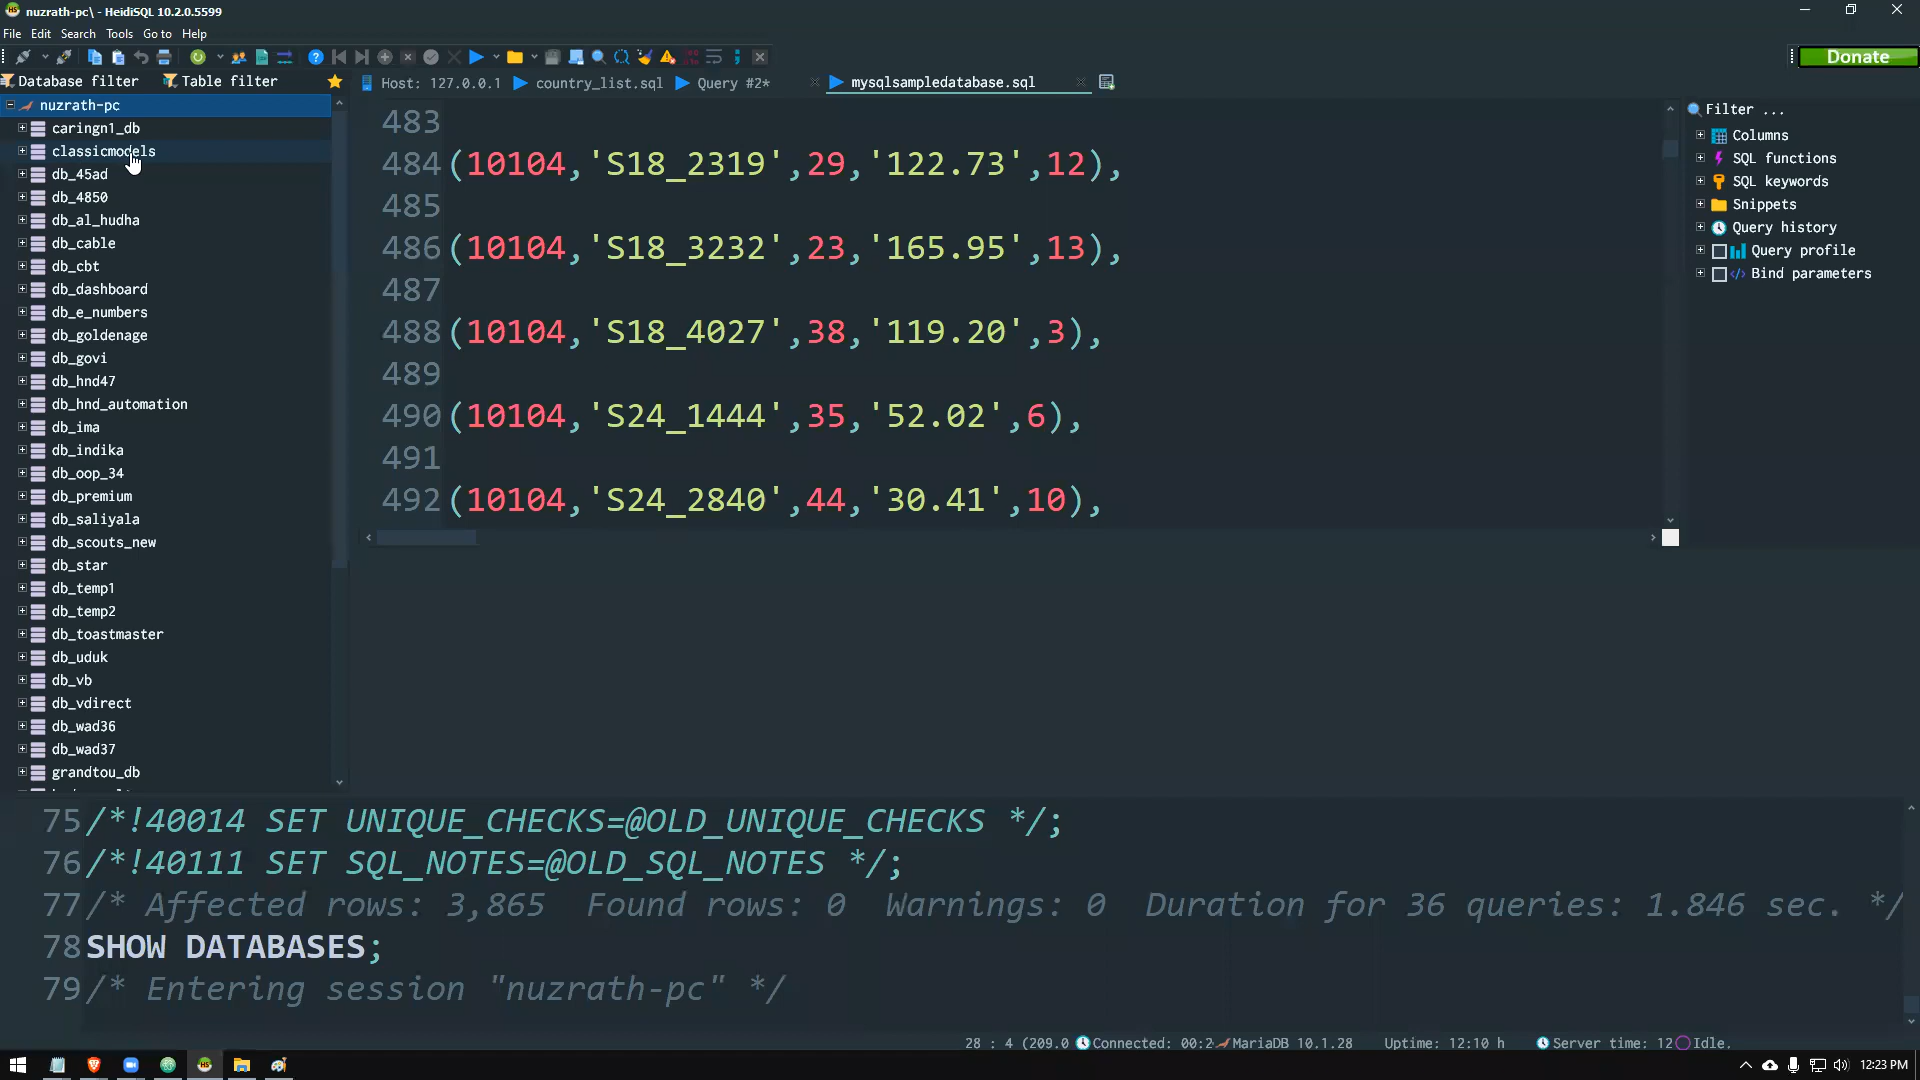 nuzrath-pc\ - HeidiSQL 10.2.0.5599
File Edit Search Tools Go to Help
Donate
Database filter Table filter
Host: 127.0.0.1 country_list.sql Query #2* mysqlsampledatabase.sql
nuzrath-pc
caringn1_db
classicmodels
db_45ad
db_4850
db_al_hudha
db_cable
db_cbt
db_dashboard
db_e_numbers
db_goldenage
db_govi
db_hnd47
db_hnd_automation
db_ima
db_indika
db_oop_34
db_premium
db_saliyala
db_scouts_new
db_star
db_temp1
db_temp2
db_toastmaster
db_uduk
db_vb
db_vdirect
db_wad36
db_wad37
grandtou_db
483
484 (10104,'S18_2319',29,'122.73',12),
485
486 (10104,'S18_3232',23,'165.95',13),
487
488 (10104,'S18_4027',38,'119.20',3),
489
490 (10104,'S24_1444',35,'52.02',6),
491
492 (10104,'S24_2840',44,'30.41',10),
Filter ...
Columns
SQL functions
SQL keywords
Snippets
Query history
Query profile
Bind parameters
75 /*!40014 SET UNIQUE_CHECKS=@OLD_UNIQUE_CHECKS */;
76 /*!40111 SET SQL_NOTES=@OLD_SQL_NOTES */;
77 /* Affected rows: 3,865 Found rows: 0 Warnings: 0 Duration for 36 queries: 1.846 sec. */
78 SHOW DATABASES;
79 /* Entering session "nuzrath-pc" */
28 : 4 (209.0 Connected: 00:2 MariaDB 10.1.28 Uptime: 12:10 h Server time: 12 Idle.
12:23 PM